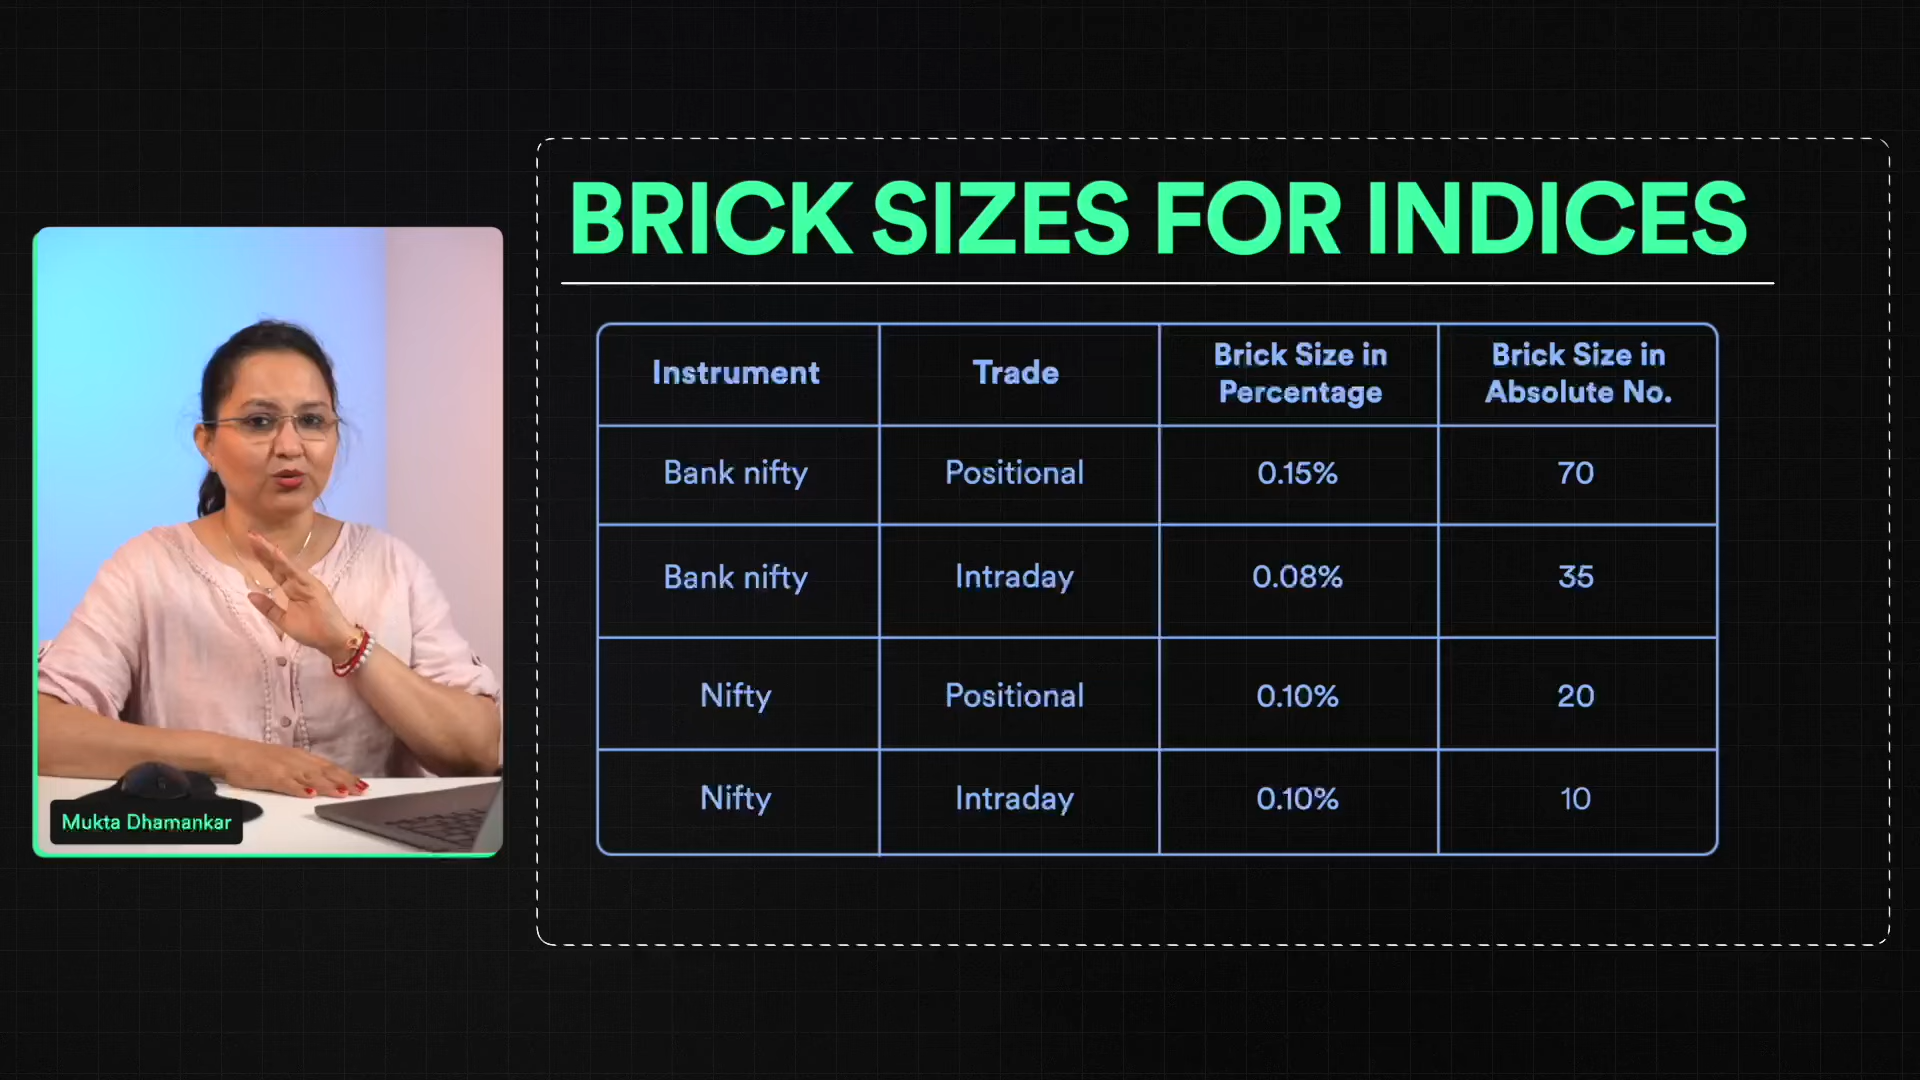 BRICK SIZES FOR INDICES
Instrument
Trade
Brick Size in
Percentage
Brick Size in
Absolute No.
Bank nifty
Positional
0.15%
70
Bank nifty
Intraday
0.08%
35
Nifty
Positional
0.10%
20
Nifty
Intraday
0.10%
10
Mukta Dhamankar